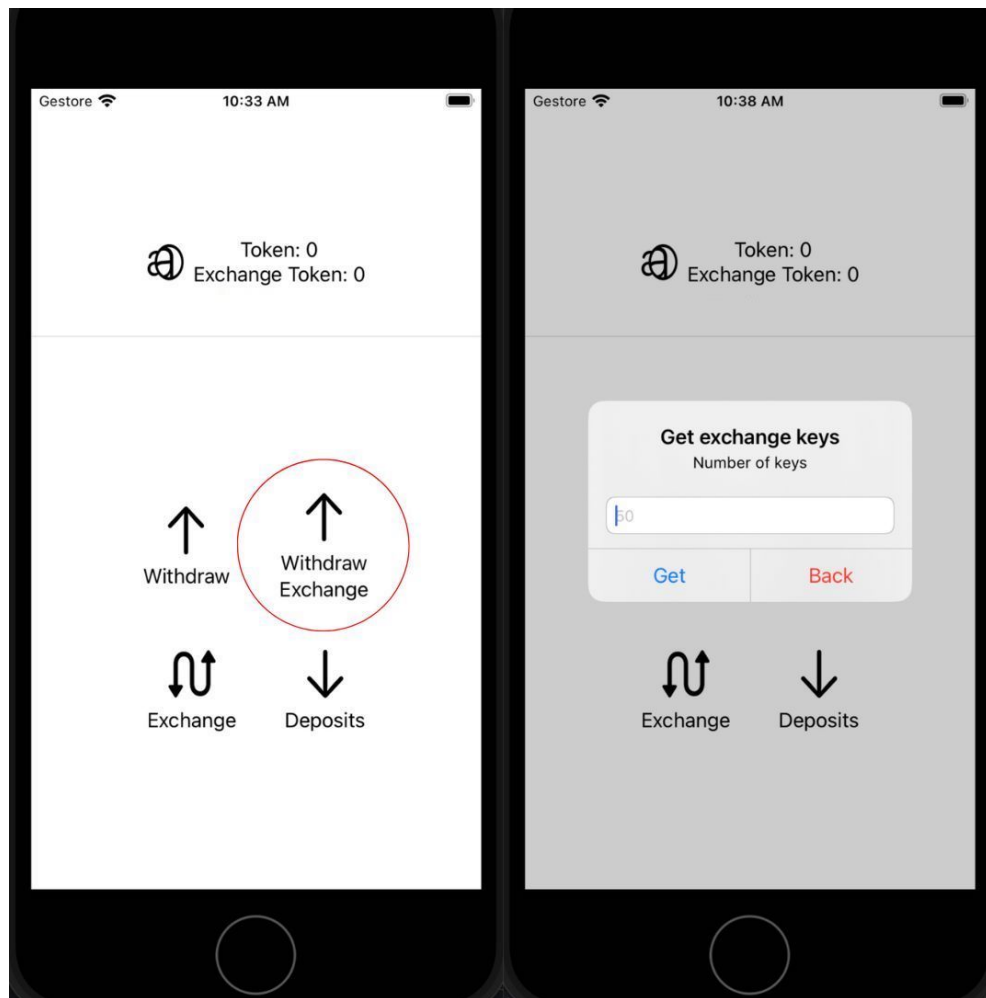 Gestore
10:33 AM
Token: 0
Exchange Token: 0
Withdraw
Withdraw
Exchange
Exchange
Deposits
Gestore
10:38 AM
Token: 0
Exchange Token: 0
Get exchange keys
Number of keys
50
Get
Back
Exchange
Deposits